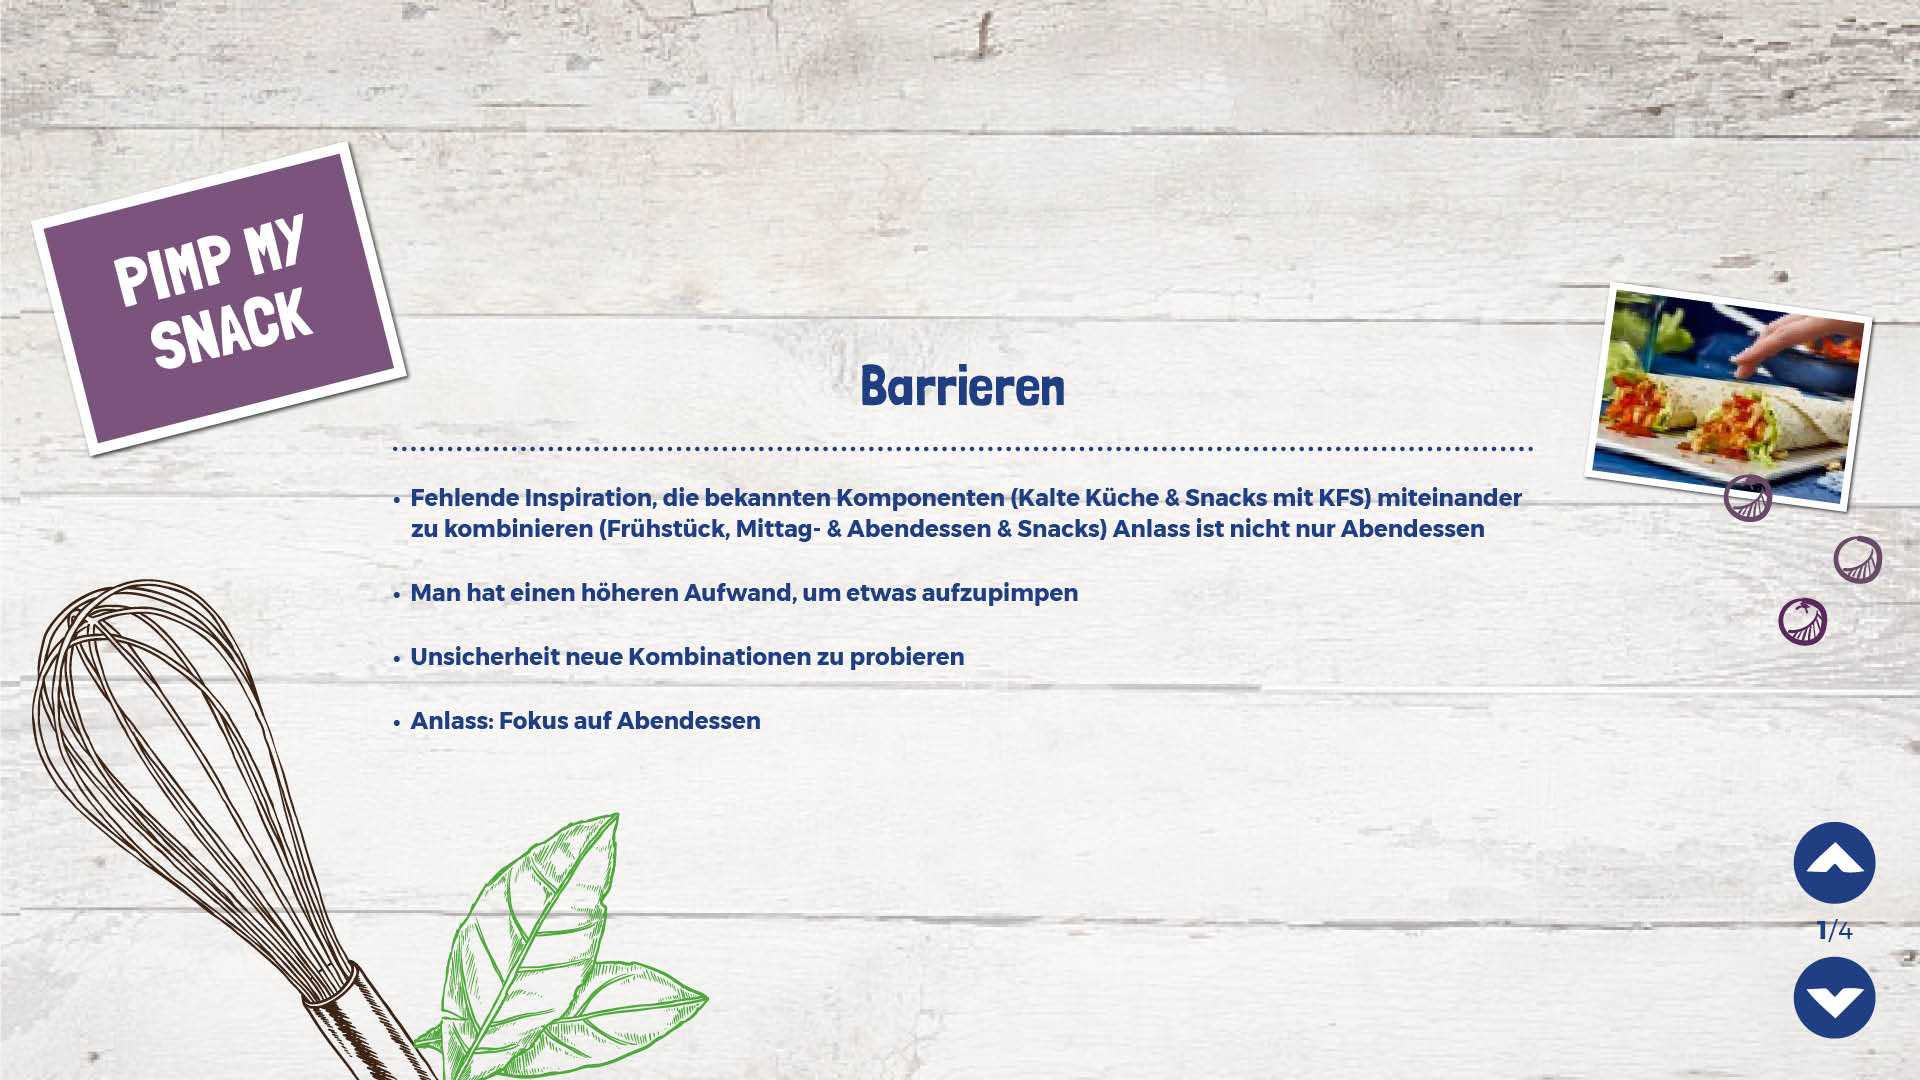 PIMP MY
SNACK
Barrieren
• Fehlende Inspiration, die bekannten Komponenten (Kalte Küche & Snacks mit KFS) miteinander
zu kombinieren (Frühstück, Mittag- & Abendessen & Snacks) Anlass ist nicht nur Abendessen
• Man hat einen höheren Aufwand, um etwas aufzupimpen
• Unsicherheit neue Kombinationen zu probieren
• Anlass: Fokus auf Abendessen
1/4